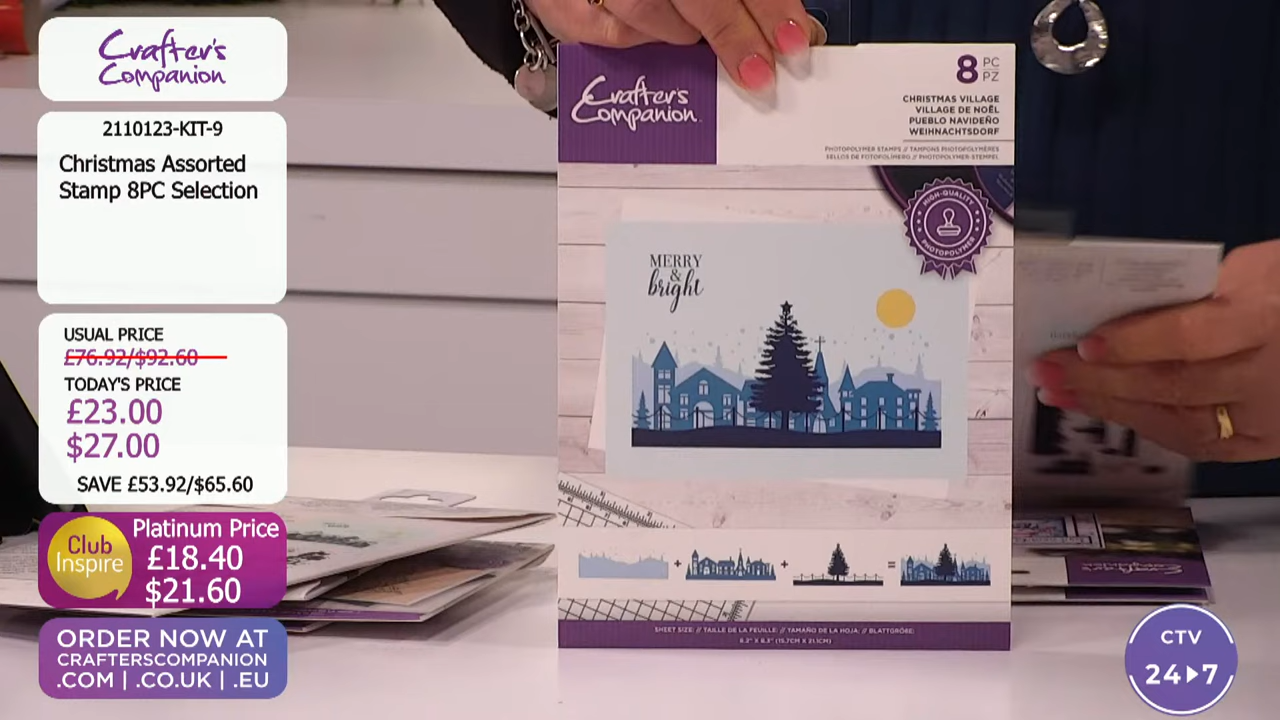 Crafter's
Companion
2110123-KIT-9
Christmas Assorted
Stamp 8PC Selection
USUAL PRICE
£76.92/$92.60
TODAY'S PRICE
£23.00
$27.00
SAVE £53.92/$65.60
Club
Inspire
Platinum Price
£18.40
$21.60
ORDER NOW AT
CRAFTERSCOMPANION
.COM | .CO.UK | .EU
Crafter's
Companion
8 PC
PZ
CHRISTMAS VILLAGE
VILLAGE DE NOËL
PUEBLO NAVIDEÑO
WEIHNACHTSDORF
PHOTOPOLYMER STAMPS // TAMPONS PHOTOPOLYMÈRES
SELLOS DE FOTOPOLÍMERO // PHOTOPOLYMER-STEMPEL
HIGH-QUALITY
PHOTOPOLYMER
MERRY
&
bright
+ + =
SHEET SIZE: // TAILLE DE LA FEUILLE: // TAMAÑO DE LA HOJA: // BLATTGRÖßE:
Crafter's
Companion
CTV
24▶7